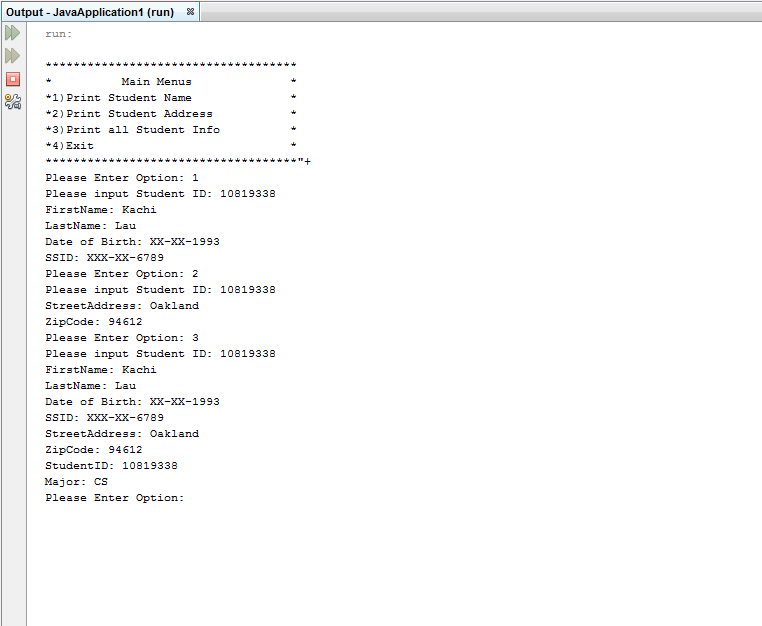 Output - JavaApplication1 (run)
run:
************************************
*          Main Menus              *
*1)Print Student Name              *
*2)Print Student Address           *
*3)Print all Student Info          *
*4)Exit                            *
************************************"+
Please Enter Option: 1
Please input Student ID: 10819338
FirstName: Kachi
LastName: Lau
Date of Birth: XX-XX-1993
SSID: XXX-XX-6789
Please Enter Option: 2
Please input Student ID: 10819338
StreetAddress: Oakland
ZipCode: 94612
Please Enter Option: 3
Please input Student ID: 10819338
FirstName: Kachi
LastName: Lau
Date of Birth: XX-XX-1993
SSID: XXX-XX-6789
StreetAddress: Oakland
ZipCode: 94612
StudentID: 10819338
Major: CS
Please Enter Option: